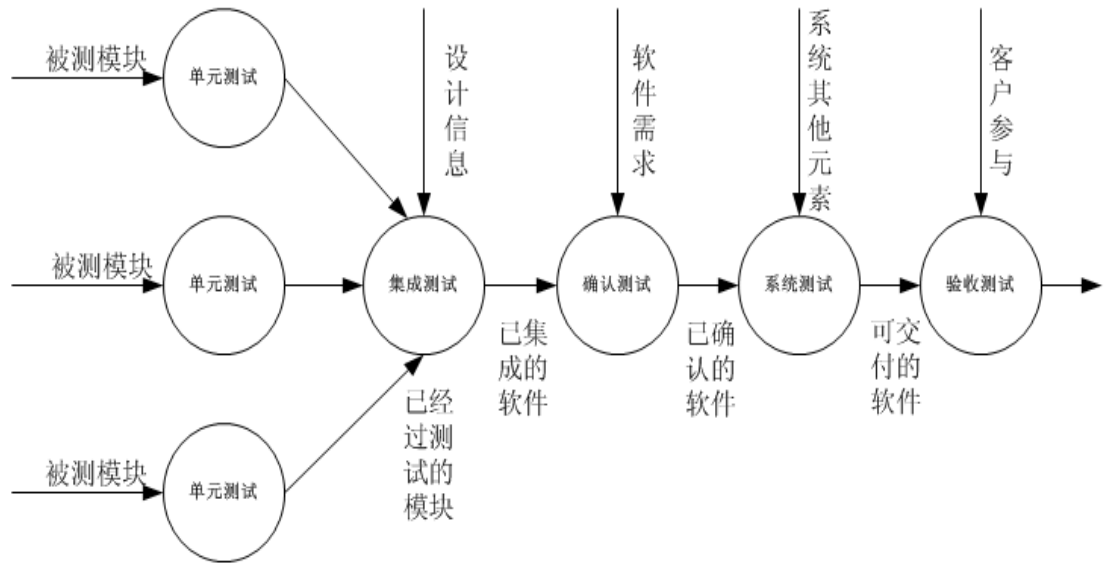 被测模块
单元测试
设计信息
软件需求
系统其他元素
客户参与
被测模块
单元测试
集成测试
确认测试
系统测试
验收测试
已集
成的
软件
已确
认的
软件
可交
付的
软件
已经
过测
试的
模块
被测模块
单元测试